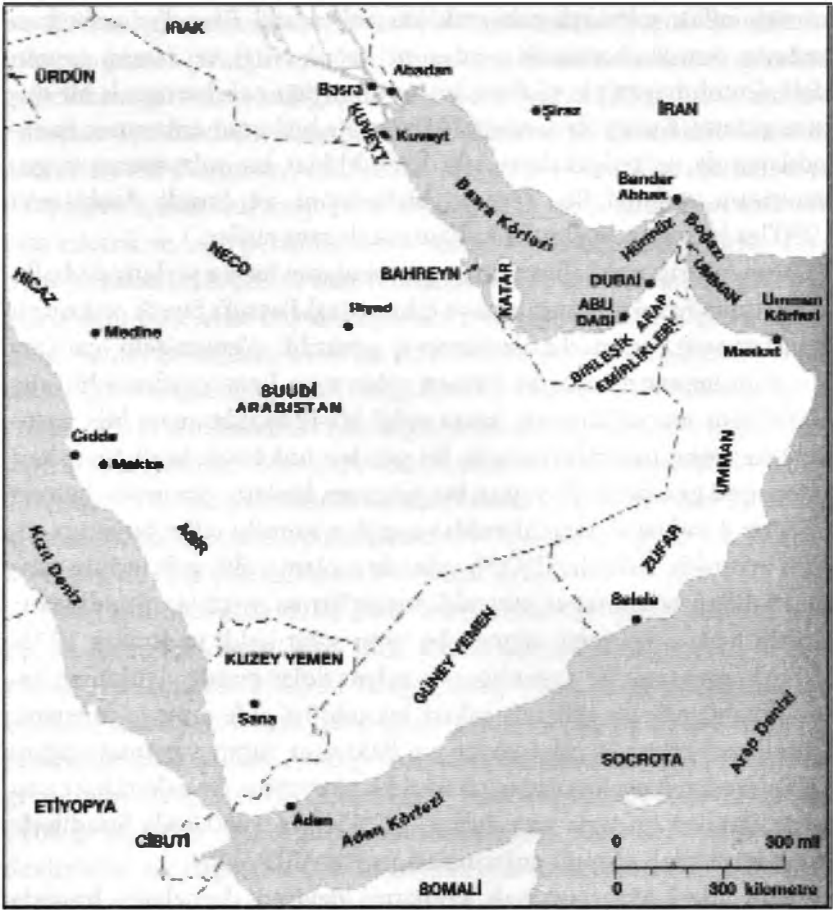 IRAK
ÜRDÜN
Abadan
Basra
Şiraz
İRAN
KUVEYT
Kuveyt
Bandar
Abbas
Basra Körfezi
Hürmüz Boğazı
HİCAZ
NECD
BAHREYN
KATAR
DUBAI
UMMAN
ABU
DABİ
Umman
Körfezi
Medine
Riyad
BİRLEŞİK ARAP
EMİRLİKLERİ
Maskat
SUUDİ
ARABİSTAN
Cidde
Mekke
UMMAN
Kızıl Deniz
ZUFAR
Salala
KUZEY YEMEN
GÜNEY YEMEN
Sana
Arap Denizi
SOCROTA
ETİYOPYA
Aden
Aden Körfezi
CİBUTİ
0 300 mil
0 300 kilometre
SOMALİ